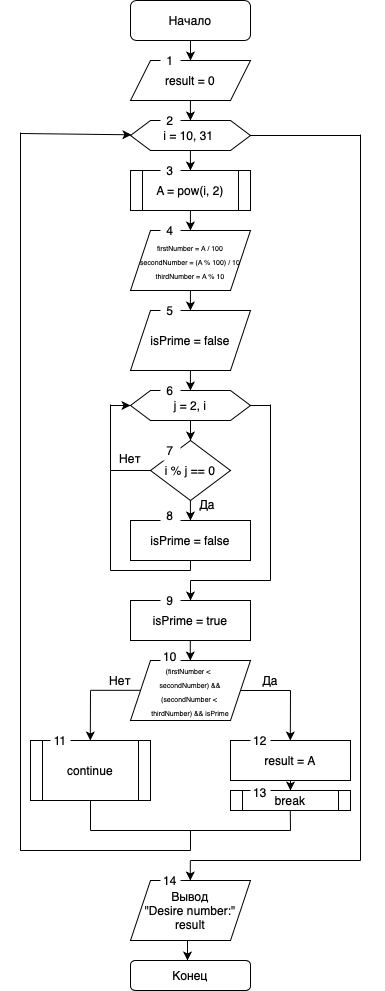 Начало
1
result = 0
2
i = 10, 31
3
A = pow(i, 2)
4
firstNumber = A / 100
secondNumber = (A % 100) / 10
thirdNumber = A % 10
5
isPrime = false
6
j = 2, i
7
Нет
i % j == 0
Да
8
isPrime = false
9
isPrime = true
10
Нет
(firstNumber <
secondNumber) &&
(secondNumber <
thirdNumber) && isPrime
Да
11
continue
12
result = A
13
break
14
Вывод
"Desire number:"
result
Конец